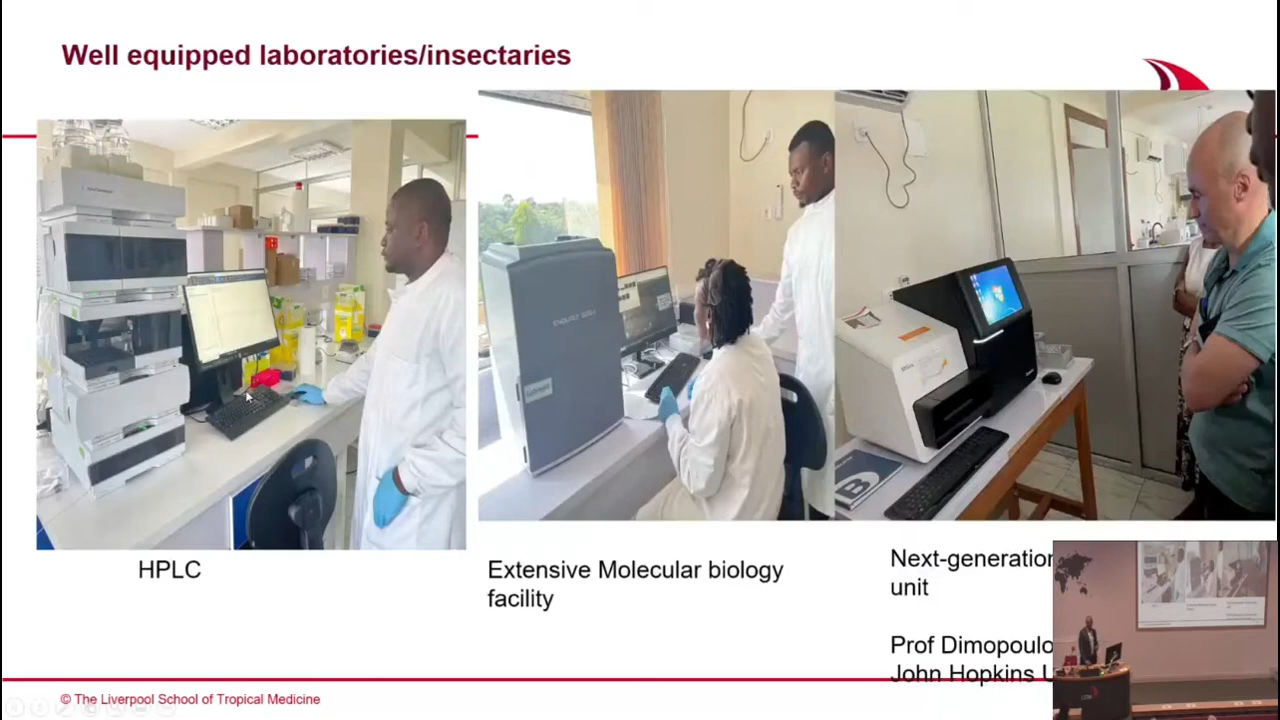 Well equipped laboratories/insectaries
HPLC
Extensive Molecular biology
facility
Next-generation
unit
Prof Dimopoulo
John Hopkins U
© The Liverpool School of Tropical Medicine